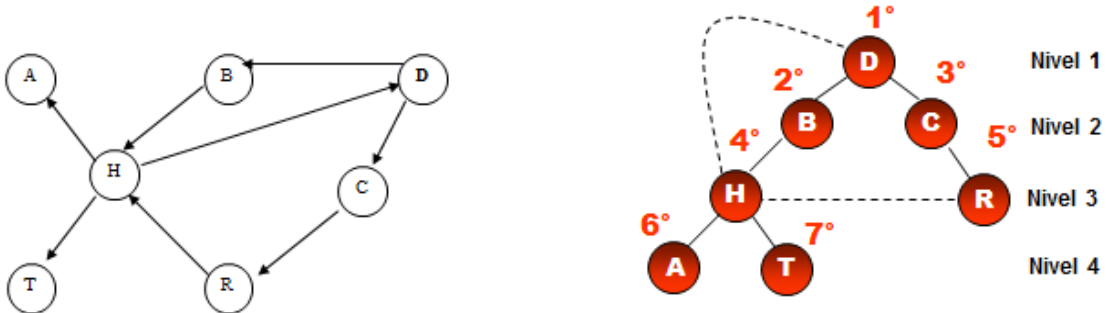 A B D
H
C
T R
1°
D Nivel 1
2° 3°
B C Nivel 2
4° 5°
H R Nivel 3
6° 7°
A T Nivel 4